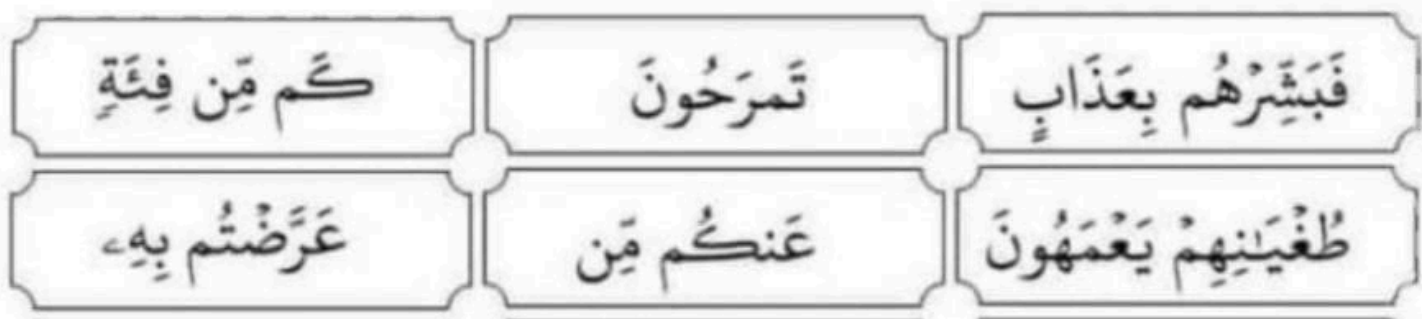 فَبَشِّرْهُم بِعَذَابٍ
تَمرَحُونَ
كَم مِّن فِئَةٍ
طُغْيَـٰنِهِمْ يَعْمَهُونَ
عَنكُم مِّن
عَرَّضْتُم بِهِۦ